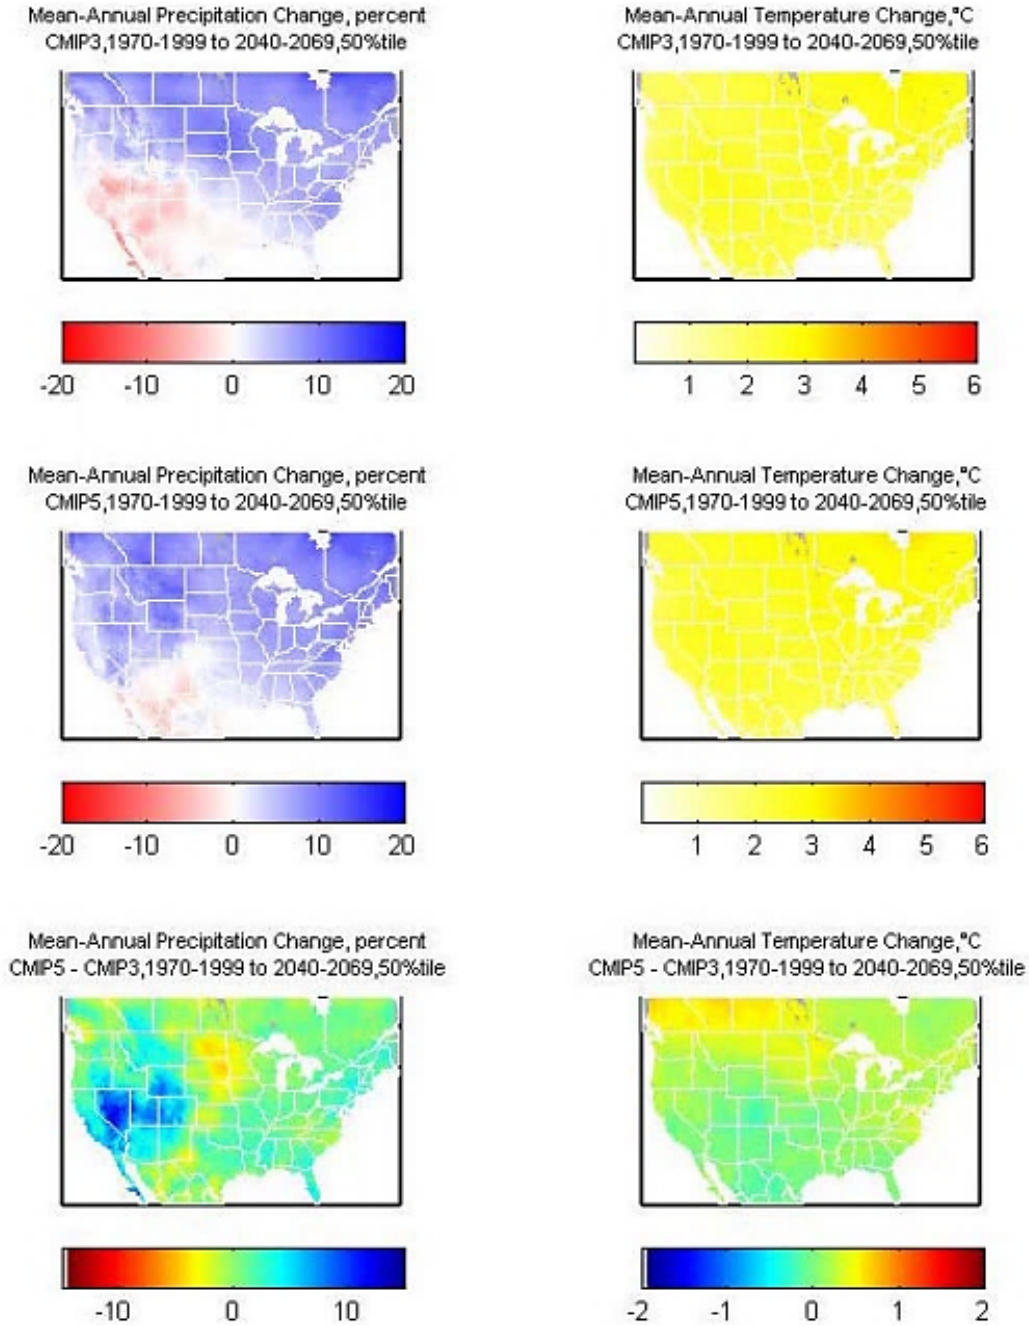 Mean-Annual Precipitation Change, percent
CMIP3,1970-1999 to 2040-2069,50%tile
-20 -10 0 10 20
Mean-Annual Temperature Change,°C
CMIP3,1970-1999 to 2040-2069,50%tile
1 2 3 4 5 6
Mean-Annual Precipitation Change, percent
CMIP5,1970-1999 to 2040-2069,50%tile
-20 -10 0 10 20
Mean-Annual Temperature Change,°C
CMIP5,1970-1999 to 2040-2069,50%tile
1 2 3 4 5 6
Mean-Annual Precipitation Change, percent
CMIP5 - CMIP3,1970-1999 to 2040-2069,50%tile
-10 0 10
Mean-Annual Temperature Change,°C
CMIP5 - CMIP3,1970-1999 to 2040-2069,50%tile
-2 -1 0 1 2